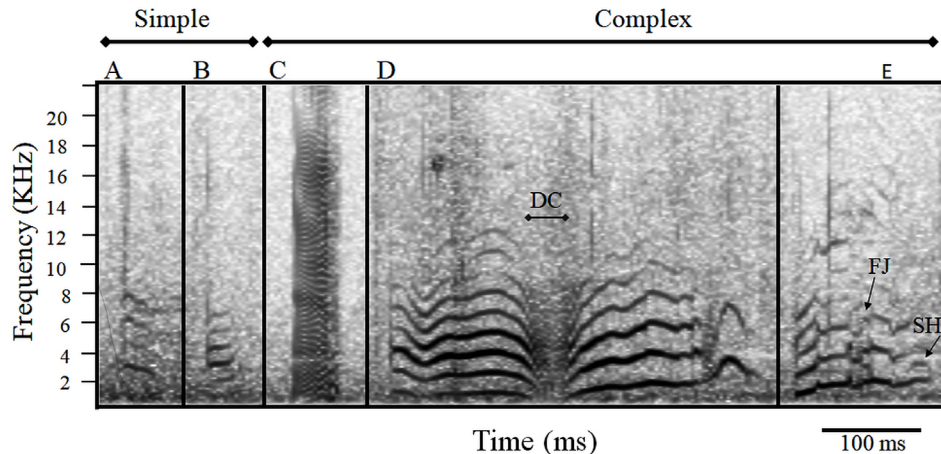 Simple Complex
A B C D E
Frequency (KHz)
20
18
16
14
12
10
8
6
4
2
DC
FJ
SH
Time (ms)
100 ms